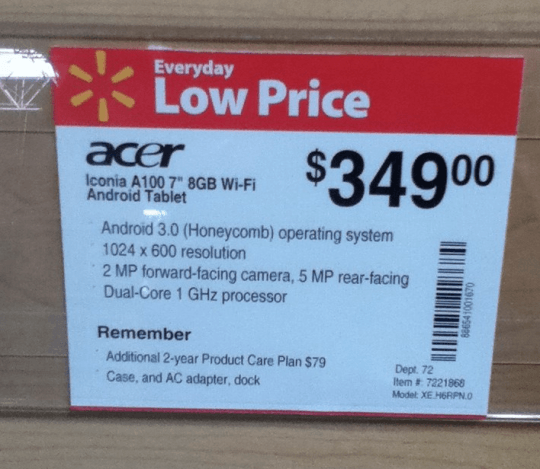 Everyday
Low Price
acer
$34900
Iconia A100 7" 8GB Wi-Fi
Android Tablet
Android 3.0 (Honeycomb) operating system
1024 x 600 resolution
2 MP forward-facing camera, 5 MP rear-facing
Dual-Core 1 GHz processor
886541001670
Remember
Additional 2-year Product Care Plan $79
Case, and AC adapter, dock
Dept. 72
Item #: 7221868
Model: XE.H6RPN.0